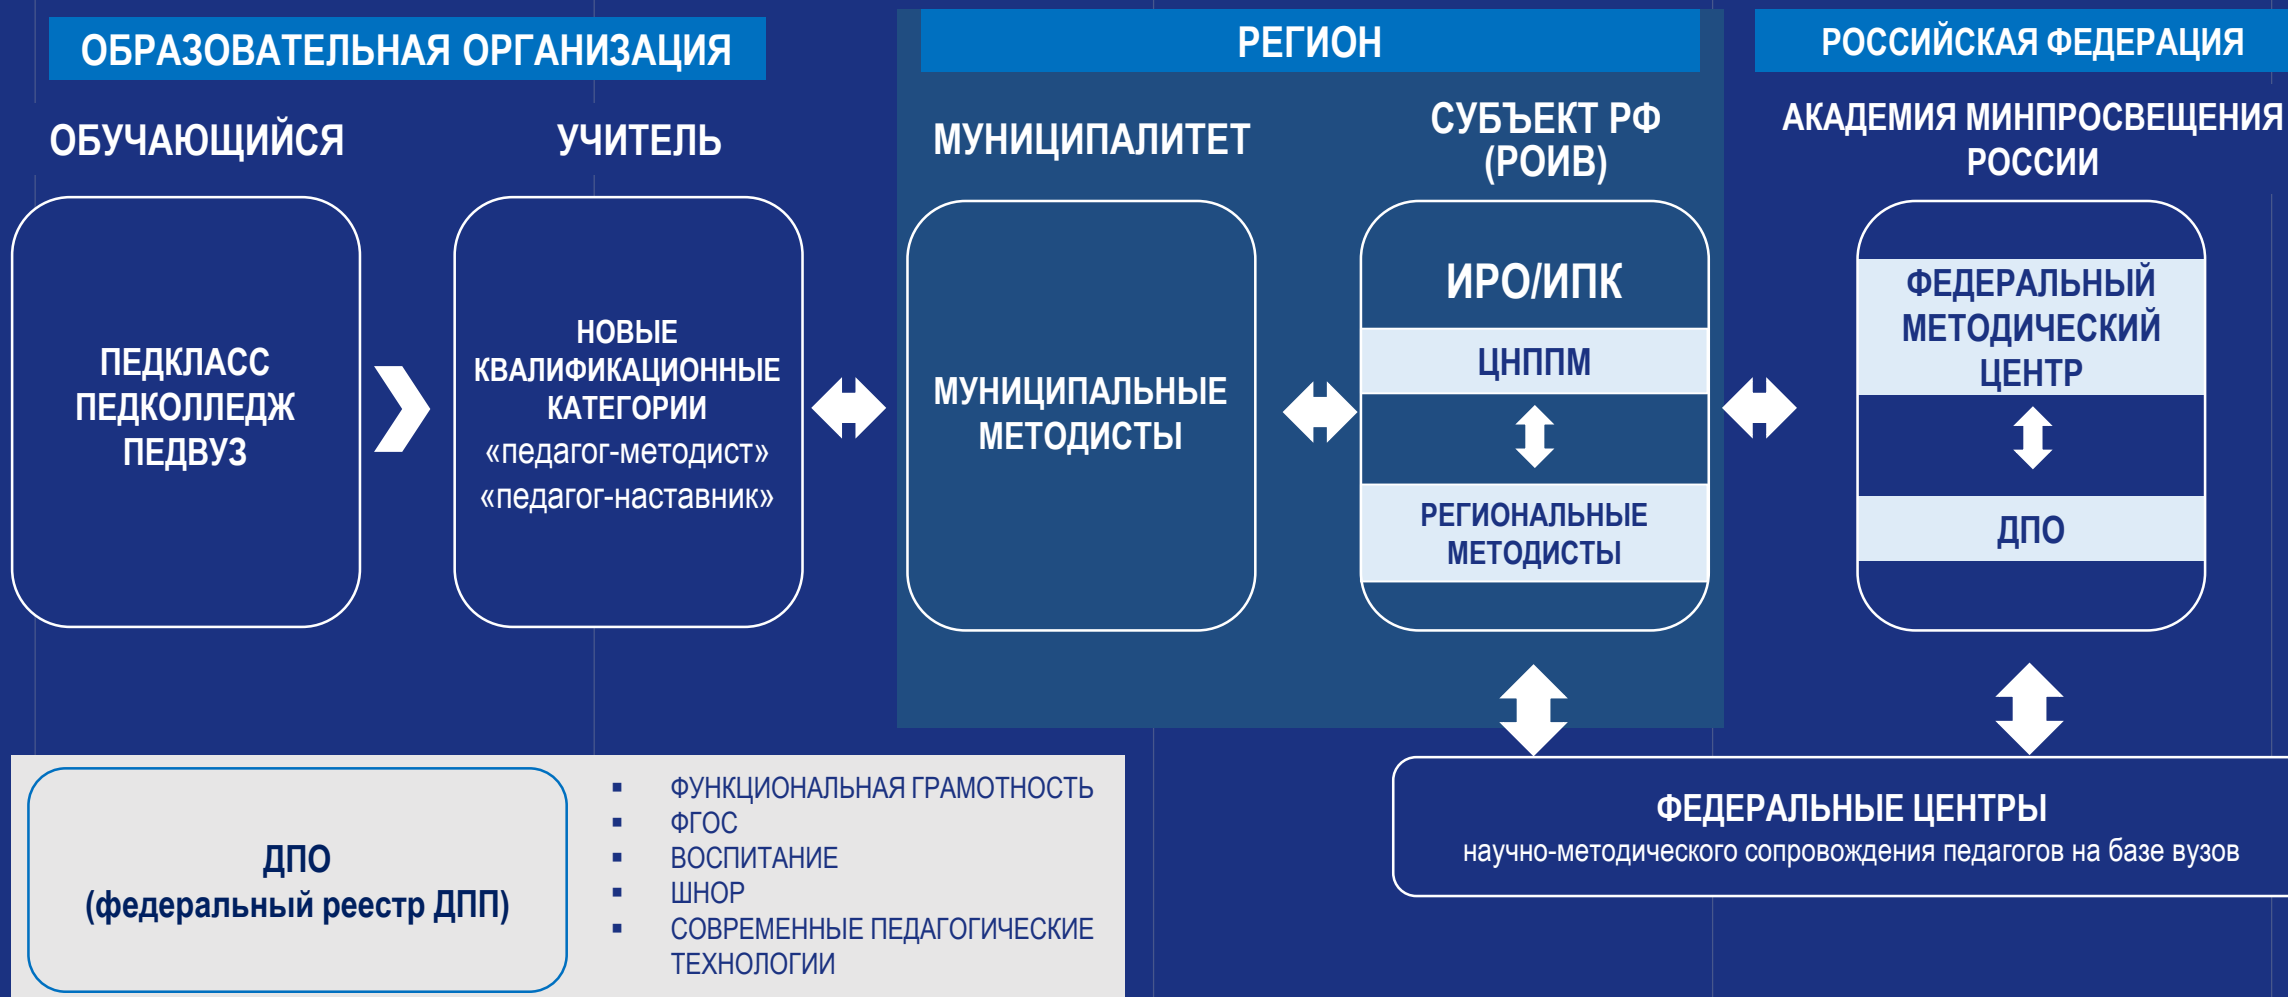 ОБРАЗОВАТЕЛЬНАЯ ОРГАНИЗАЦИЯ
РЕГИОН
РОССИЙСКАЯ ФЕДЕРАЦИЯ
ОБУЧАЮЩИЙСЯ
УЧИТЕЛЬ
МУНИЦИПАЛИТЕТ
СУБЪЕКТ РФ
(РОИВ)
АКАДЕМИЯ МИНПРОСВЕЩЕНИЯ
РОССИИ
ПЕДКЛАСС
ПЕДКОЛЛЕДЖ
ПЕДВУЗ
НОВЫЕ
КВАЛИФИКАЦИОННЫЕ
КАТЕГОРИИ
«педагог-методист»
«педагог-наставник»
МУНИЦИПАЛЬНЫЕ
МЕТОДИСТЫ
ИРО/ИПК
ЦНППМ
РЕГИОНАЛЬНЫЕ
МЕТОДИСТЫ
ФЕДЕРАЛЬНЫЙ
МЕТОДИЧЕСКИЙ
ЦЕНТР
ДПО
ДПО
(федеральный реестр ДПП)
▪ ФУНКЦИОНАЛЬНАЯ ГРАМОТНОСТЬ
▪ ФГОС
▪ ВОСПИТАНИЕ
▪ ШНОР
▪ СОВРЕМЕННЫЕ ПЕДАГОГИЧЕСКИЕ
ТЕХНОЛОГИИ
ФЕДЕРАЛЬНЫЕ ЦЕНТРЫ
научно-методического сопровождения педагогов на базе вузов